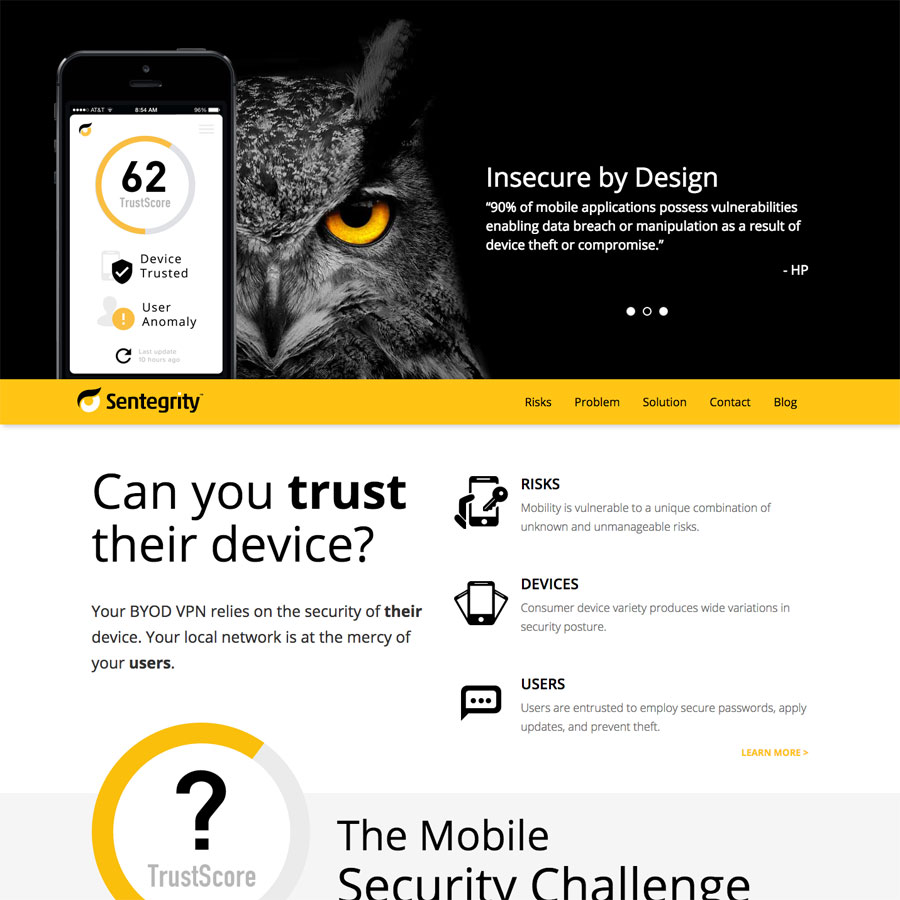 AT&T
8:54 AM
96%
62
TrustScore
Device
Trusted
User
Anomaly
Last update
10 hours ago
Insecure by Design
“90% of mobile applications possess vulnerabilities
enabling data breach or manipulation as a result of
device theft or compromise.”
- HP
Sentegrity™
Risks
Problem
Solution
Contact
Blog
Can you trust
their device?
Your BYOD VPN relies on the security of their
device. Your local network is at the mercy of
your users.
RISKS
Mobility is vulnerable to a unique combination of
unknown and unmanageable risks.
DEVICES
Consumer device variety produces wide variations in
security posture.
USERS
Users are entrusted to employ secure passwords, apply
updates, and prevent theft.
LEARN MORE >
?
TrustScore
The Mobile
Security Challenge